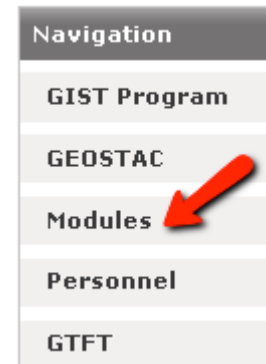 Navigation
GIST Program
GEOSTAC
Modules
Personnel
GTFT